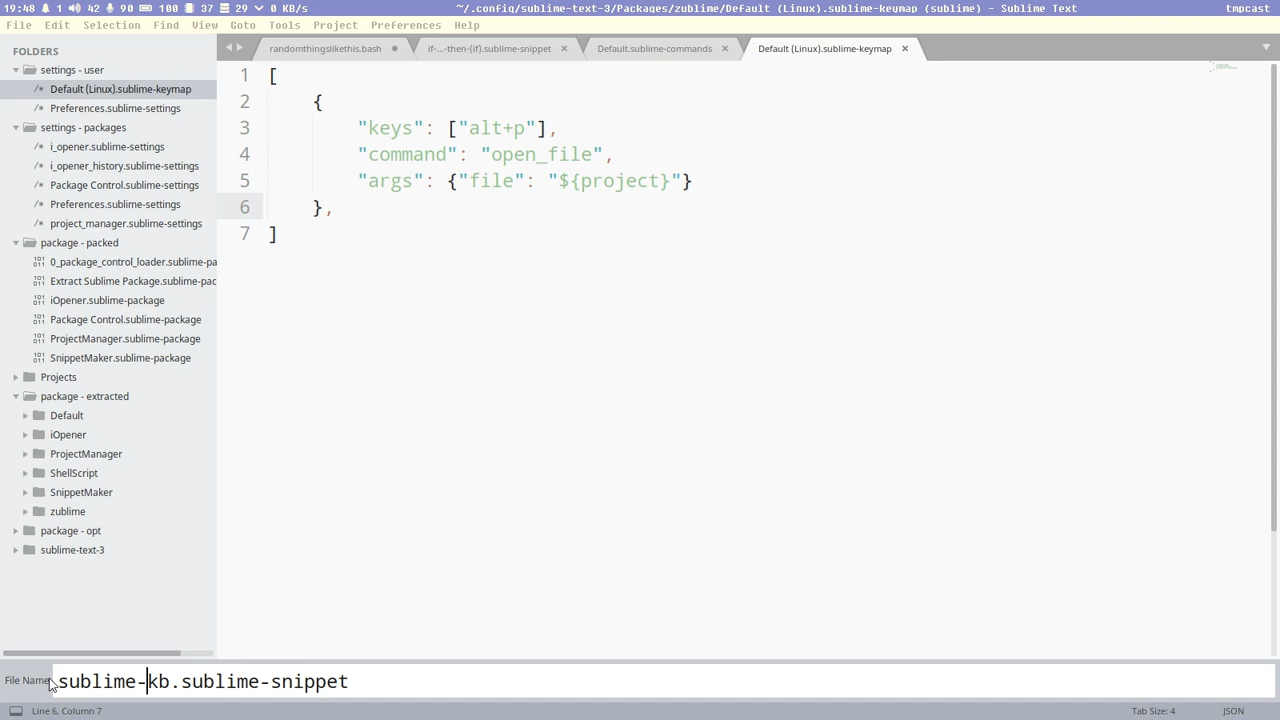 19:48 1 42 90 100 37 29 0 KB/s ~/.config/sublime-text-3/Packages/zublime/Default (Linux).sublime-keymap (sublime) - Sublime Text tmpcast
File Edit Selection Find View Goto Tools Project Preferences Help
FOLDERS
settings - user
/* Default (Linux).sublime-keymap
/* Preferences.sublime-settings
settings - packages
/* i_opener.sublime-settings
/* i_opener_history.sublime-settings
/* Package Control.sublime-settings
/* Preferences.sublime-settings
/* project_manager.sublime-settings
package - packed
0_package_control_loader.sublime-pa
Extract Sublime Package.sublime-pac
iOpener.sublime-package
Package Control.sublime-package
ProjectManager.sublime-package
SnippetMaker.sublime-package
Projects
package - extracted
Default
iOpener
ProjectManager
ShellScript
SnippetMaker
zublime
package - opt
sublime-text-3
randomthingslikethis.bash if-...-then-(if).sublime-snippet Default.sublime-commands Default (Linux).sublime-keymap
1 [
2 {
3 "keys": ["alt+p"],
4 "command": "open_file",
5 "args": {"file": "${project}"}
6 },
7 ]
File Name sublime-kb.sublime-snippet
Line 6, Column 7 Tab Size: 4 JSON